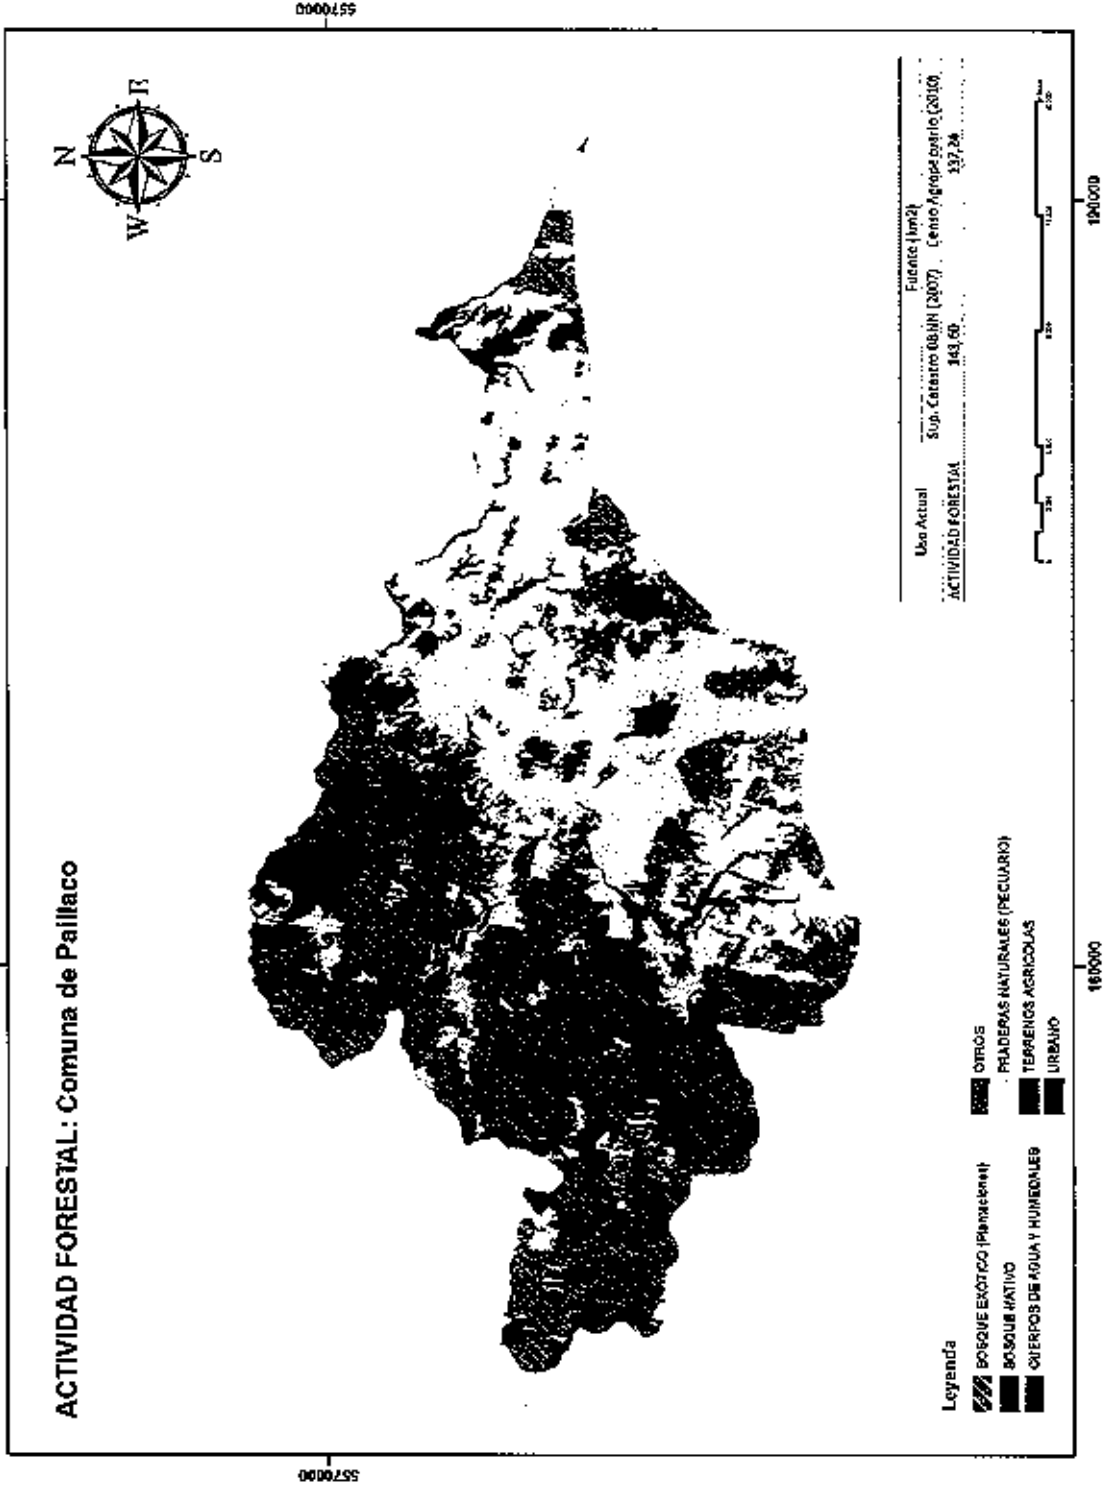 ACTIVIDAD FORESTAL: Comuna de Paillaco
N
W
E
S
5570000
5570000
160000
190000
Fuente (km2)
Uso Actual
Sup. Catastro (2007)
Censo Agropecuario (2010)
ACTIVIDAD FORESTAL 143,60 137,24
Leyenda
BOSQUE EXÓTICO (Plantaciones)
BOSQUE NATIVO
CUERPOS DE AGUA Y HUMEDALES
OTROS
PRADERAS NATURALES (PECUARIO)
TERRENOS AGRICOLAS
URBANO